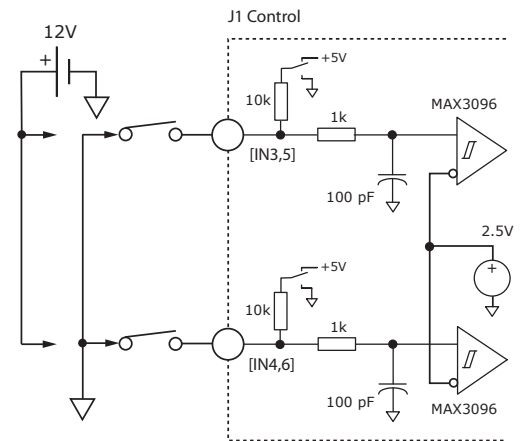 J1 Control
12V
+
+5V
10k
1k
MAX3096
[IN3,5]
100 pF
2.5V
+
+5V
10k
1k
[IN4,6]
100 pF
MAX3096